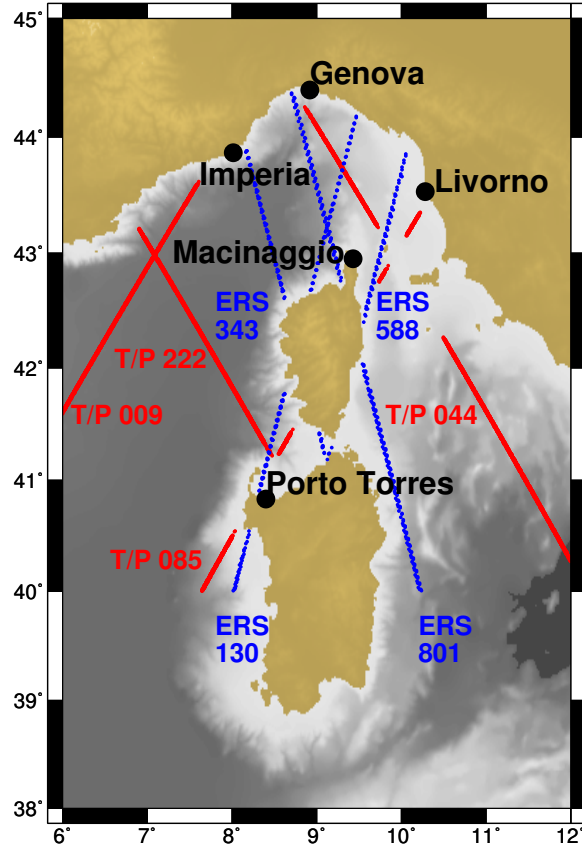 45°
Genova
44°
Imperia
Livorno
Macinaggio
43°
ERS
343
ERS
588
42°
T/P 222
T/P 009
T/P 044
41°
Porto Torres
T/P 085
40°
ERS
130
ERS
801
39°
38°
6° 7° 8° 9° 10° 11° 12°